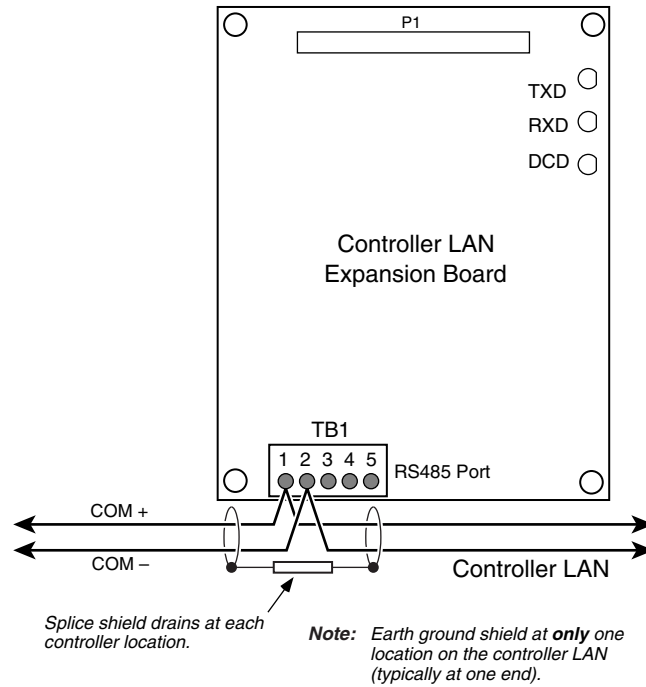 P1
TXD
RXD
DCD
Controller LAN
Expansion Board
TB1
1 2 3 4 5
RS485 Port
COM +
COM –
Controller LAN
Splice shield drains at each
controller location.
Note: Earth ground shield at only one
location on the controller LAN
(typically at one end).